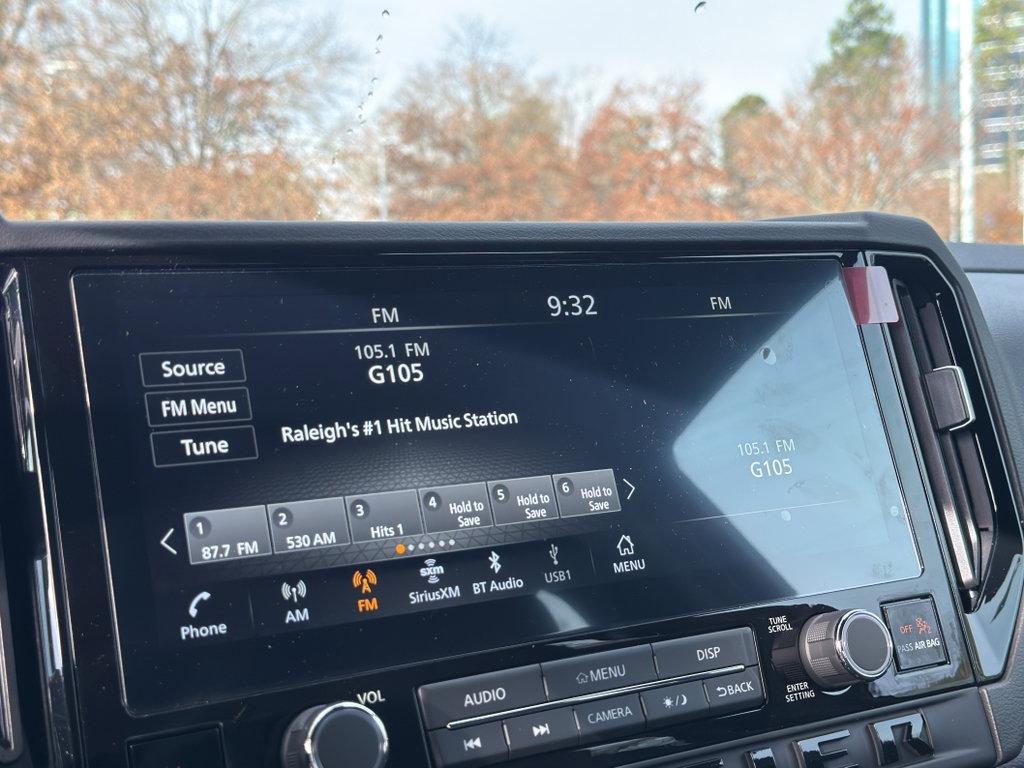 FM
9:32
FM
Source
FM Menu
Tune
105.1 FM
G105
Raleigh's #1 Hit Music Station
105.1 FM
G105
1 87.7 FM
2 530 AM
3 Hits 1
4 Hold to Save
5 Hold to Save
6 Hold to Save
Phone
AM
FM
sxm
SiriusXM
BT Audio
USB1
MENU
VOL
AUDIO
MENU
DISP
CAMERA
BACK
TUNE
SCROLL
ENTER
SETTING
OFF
2
PASS AIR BAG
ER